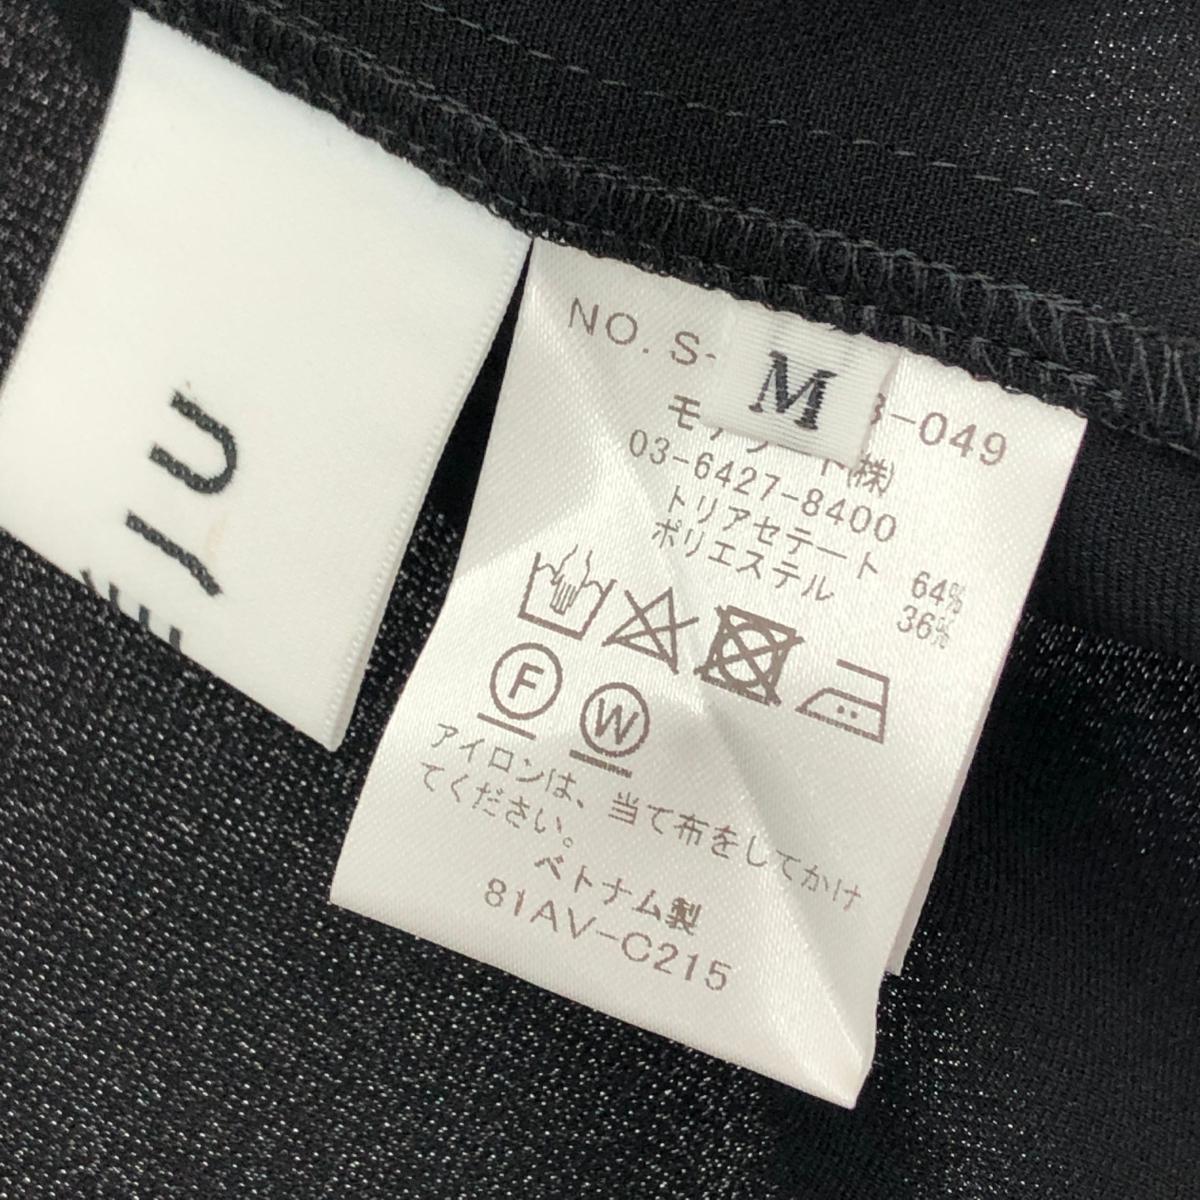 NO. S-
M
3-049
(株)
03-6427-8400
トリアセテート 64%
ポリエステル 36%
F W
アイロンは、当て布をしてかけ
てください。
ベトナム製
81AV-C215
ÉJU